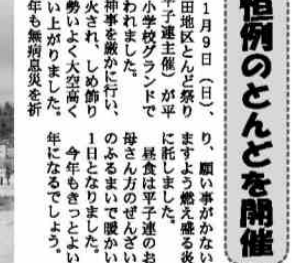 恒例のとんどを開催
1月9日(日)、
田地区とんど祭り
平子連主催)が平
小学校グランドで
われました。
神事を厳かに行い、
火され、しめ飾り
勢いよく大空高く
い上がりました。
年も無病息災を祈
り、願い事がかない
ますよう燃え盛る炎
に託しました。
昼食は平子連のお
母さん方のぜんざい
のふるまいで暖かい
1日となりました。
今年もきっとよい
年になるでしょう。